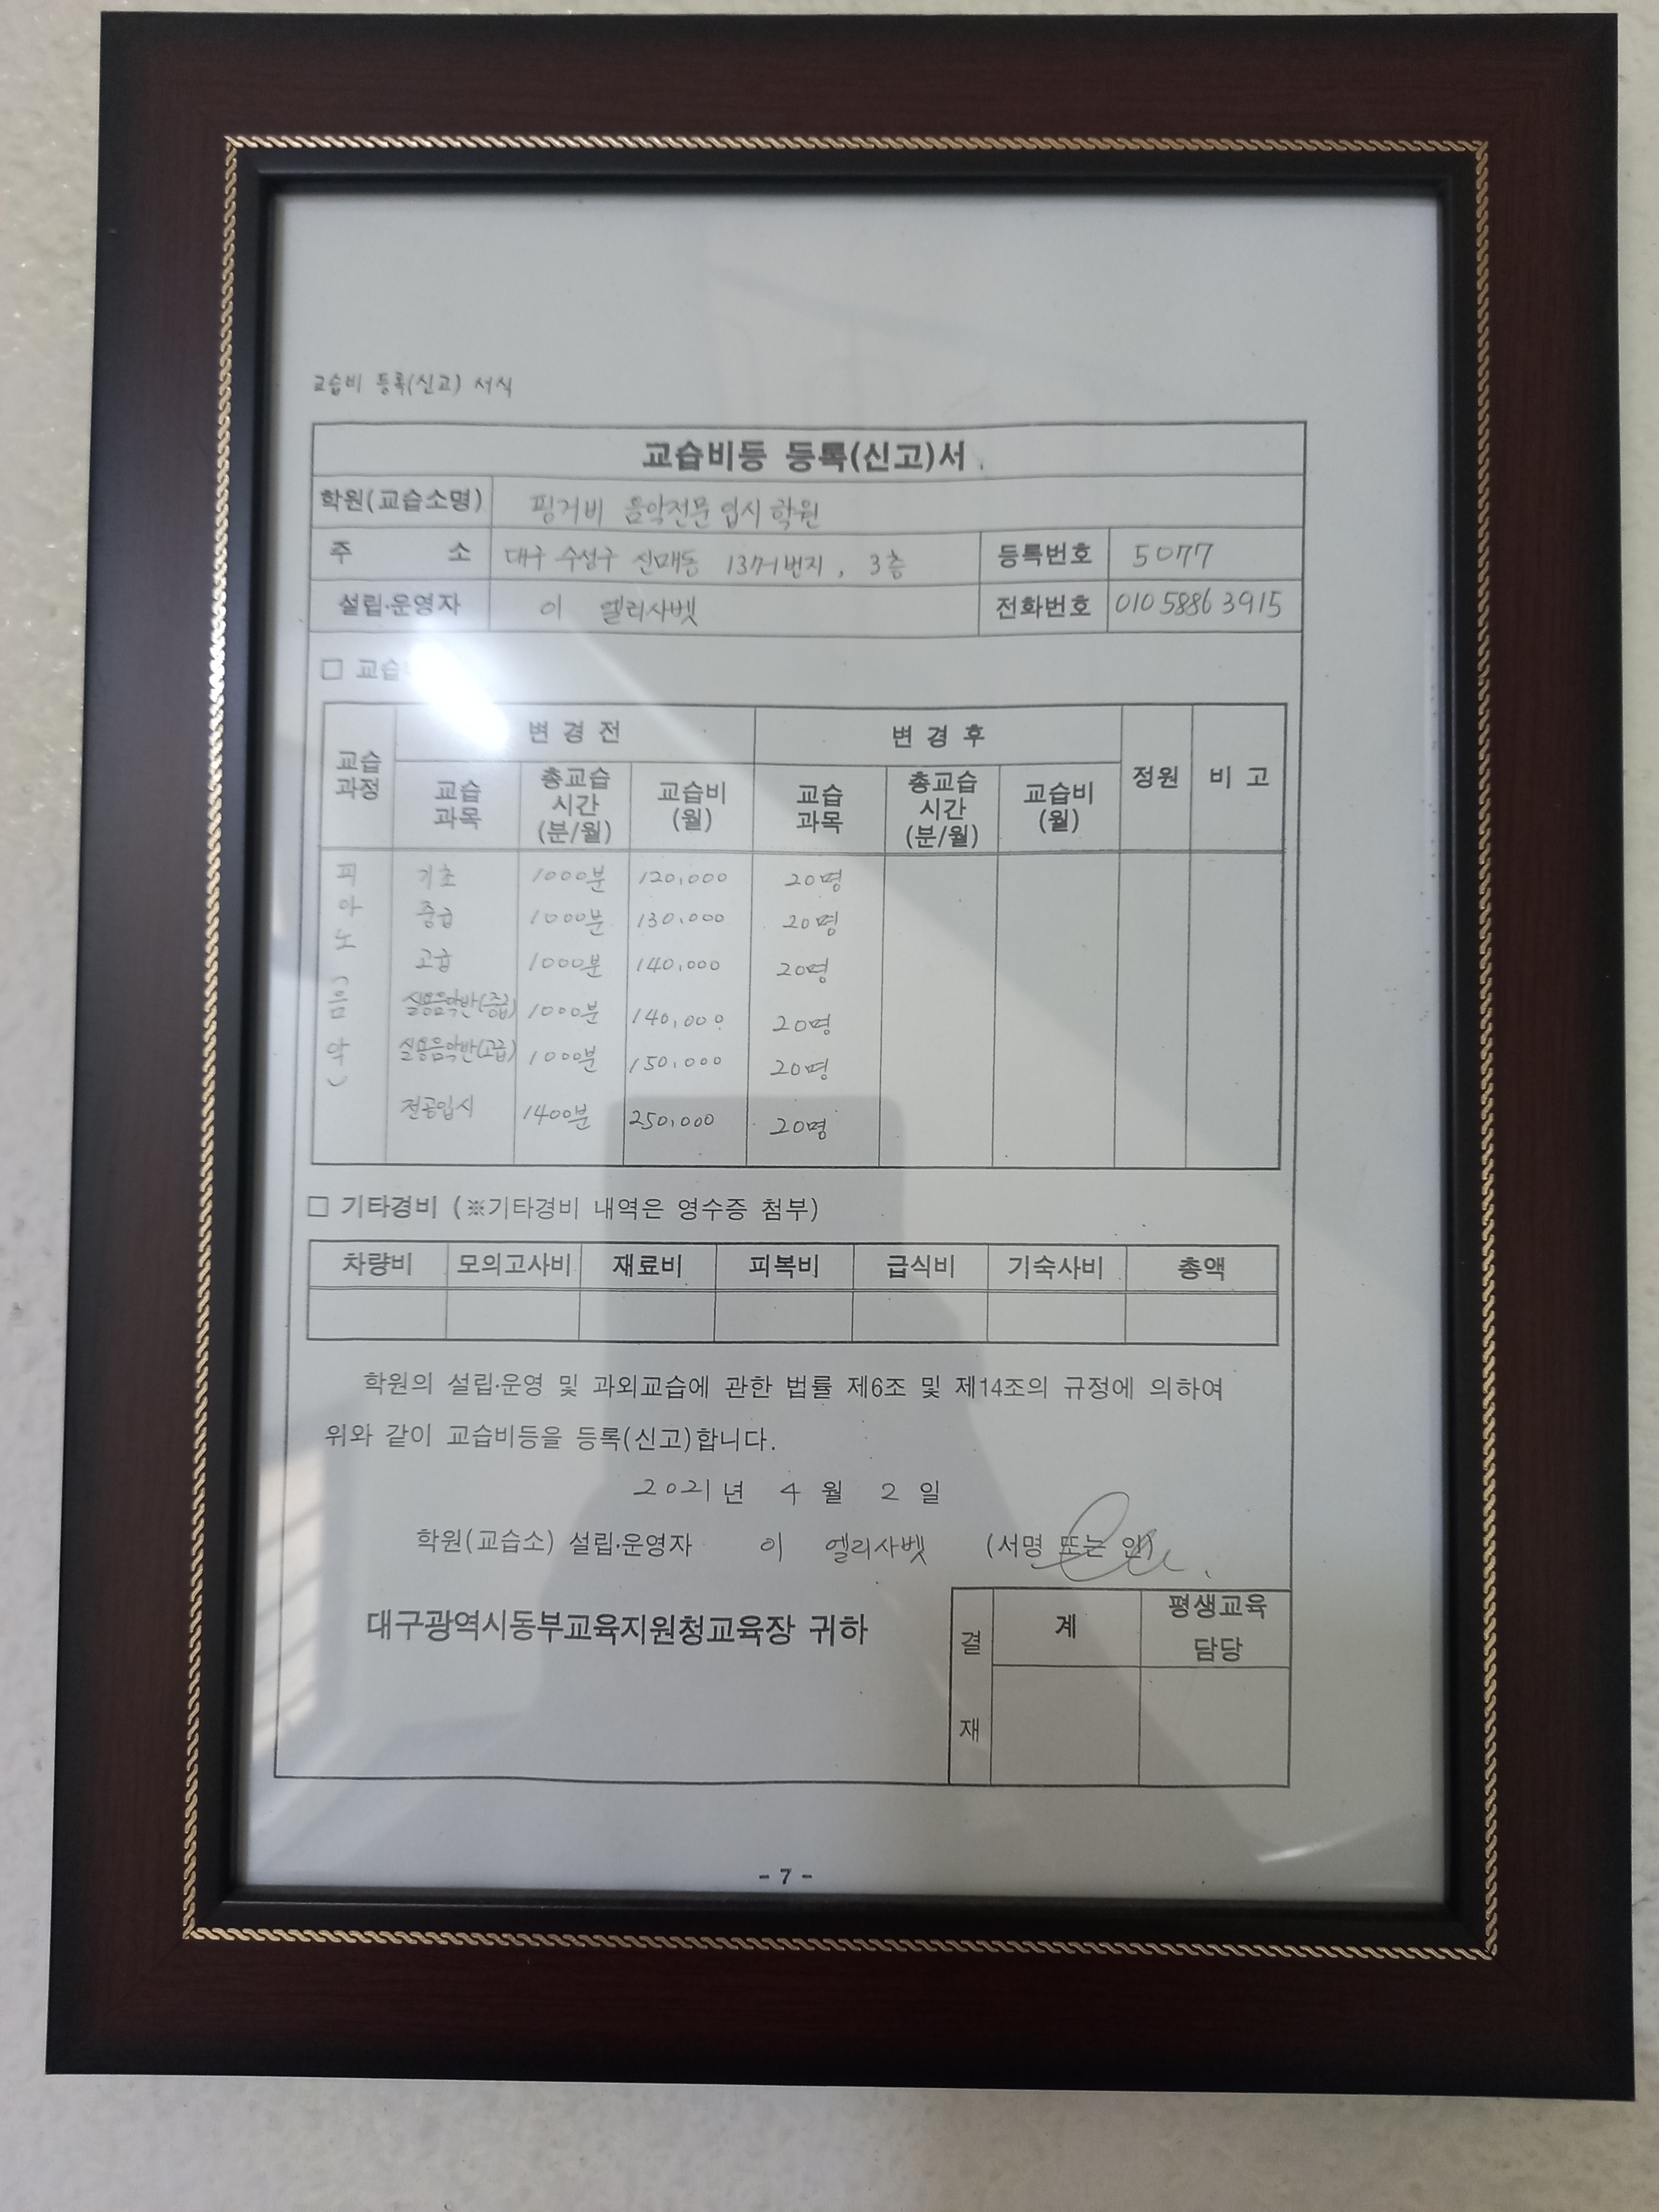 교습비 등록(신고) 서식
교습비등 등록(신고)서
학원(교습소명) 핑거비 음악전문 입시 학원
주 소 대구 수성구 신매동 번지, 3층 등록번호 5077
설립·운영자 이 엘리사벳 전화번호 010 5886 3915
□ 교습
교습 과정 변 경 전 변 경 후 정원 비 고
교습 과목 총교습 시간 (분/월) 교습비 (월) 교습 과목 총교습 시간 (분/월) 교습비 (월)
피아노(음악)
기초 1000분 120,000 20명
중급 1000분 130,000 20명
고급 1000분 140,000 20명
실용음악반(중급) 1000분 140,000 20명
실용음악반(고급) 1000분 150,000 20명
전공입시 1400분 250,000 20명
□ 기타경비 (※기타경비 내역은 영수증 첨부)
차량비 모의고사비 재료비 피복비 급식비 기숙사비 총액
학원의 설립·운영 및 과외교습에 관한 법률 제6조 및 제14조의 규정에 의하여
위와 같이 교습비등을 등록(신고)합니다.
2021년 4 월 2 일
학원(교습소) 설립·운영자 이 엘리사벳 (서명 또는 인)
대구광역시동부교육지원청교육장 귀하
결 재 계 평생교육 담당
- 7 -